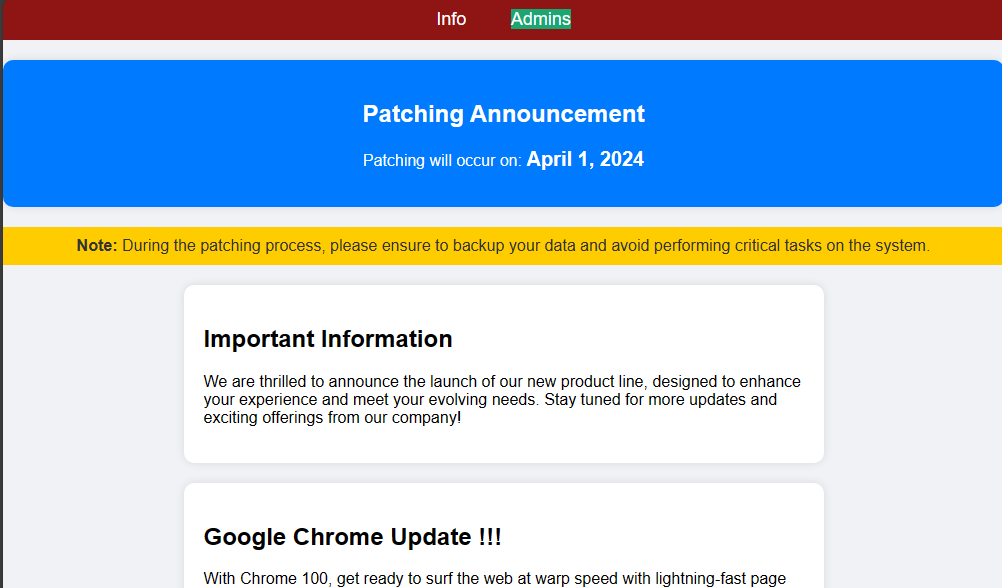 Info Admins
Patching Announcement
Patching will occur on: April 1, 2024
Note: During the patching process, please ensure to backup your data and avoid performing critical tasks on the system.
Important Information
We are thrilled to announce the launch of our new product line, designed to enhance
your experience and meet your evolving needs. Stay tuned for more updates and
exciting offerings from our company!
Google Chrome Update !!!
With Chrome 100, get ready to surf the web at warp speed with lightning-fast page